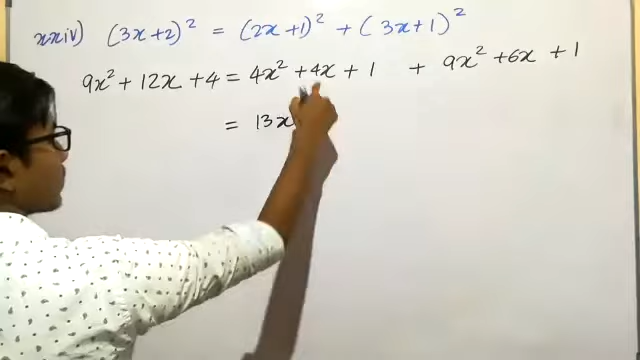 xxiv) (3x+2)² = (2x+1)² + (3x+1)²
9x² + 12x + 4 = 4x² + 4x + 1 + 9x² + 6x + 1
= 13x